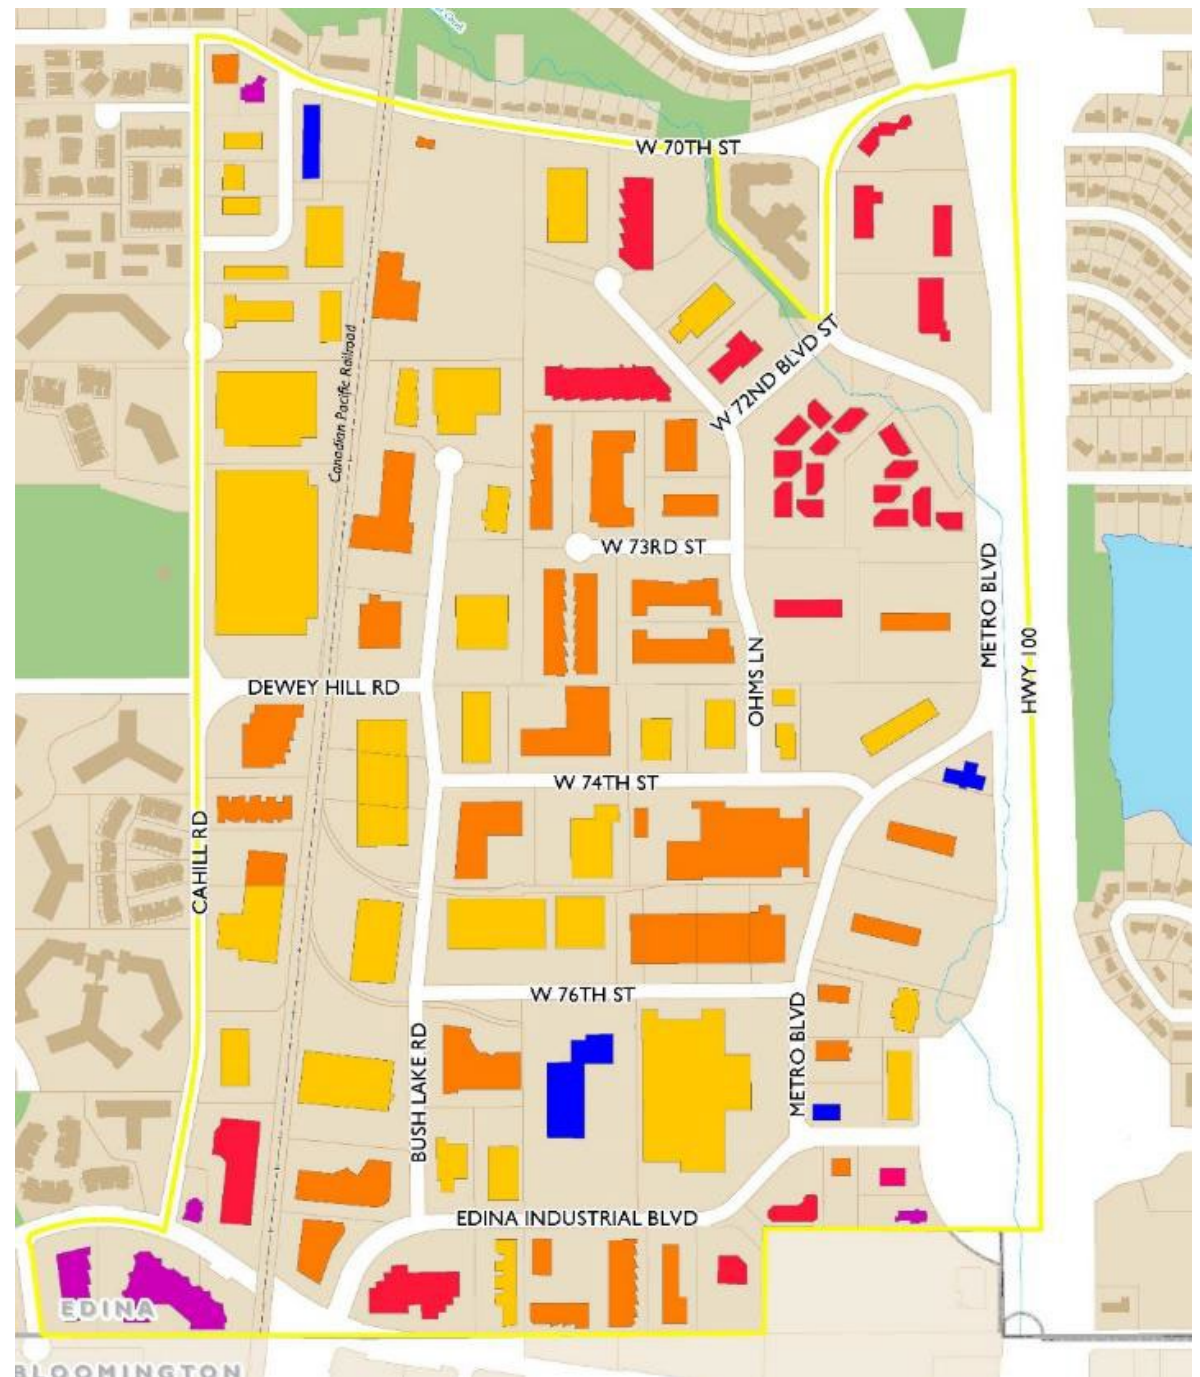 W 70TH ST
W 72ND BLVD ST
Canadian Pacific Railroad
W 73RD ST
METRO BLVD
HWY 100
OHMS LN
DEWEY HILL RD
W 74TH ST
CAHILL RD
W 76TH ST
BUSH LAKE RD
METRO BLVD
EDINA INDUSTRIAL BLVD
EDINA
BLOOMINGTON